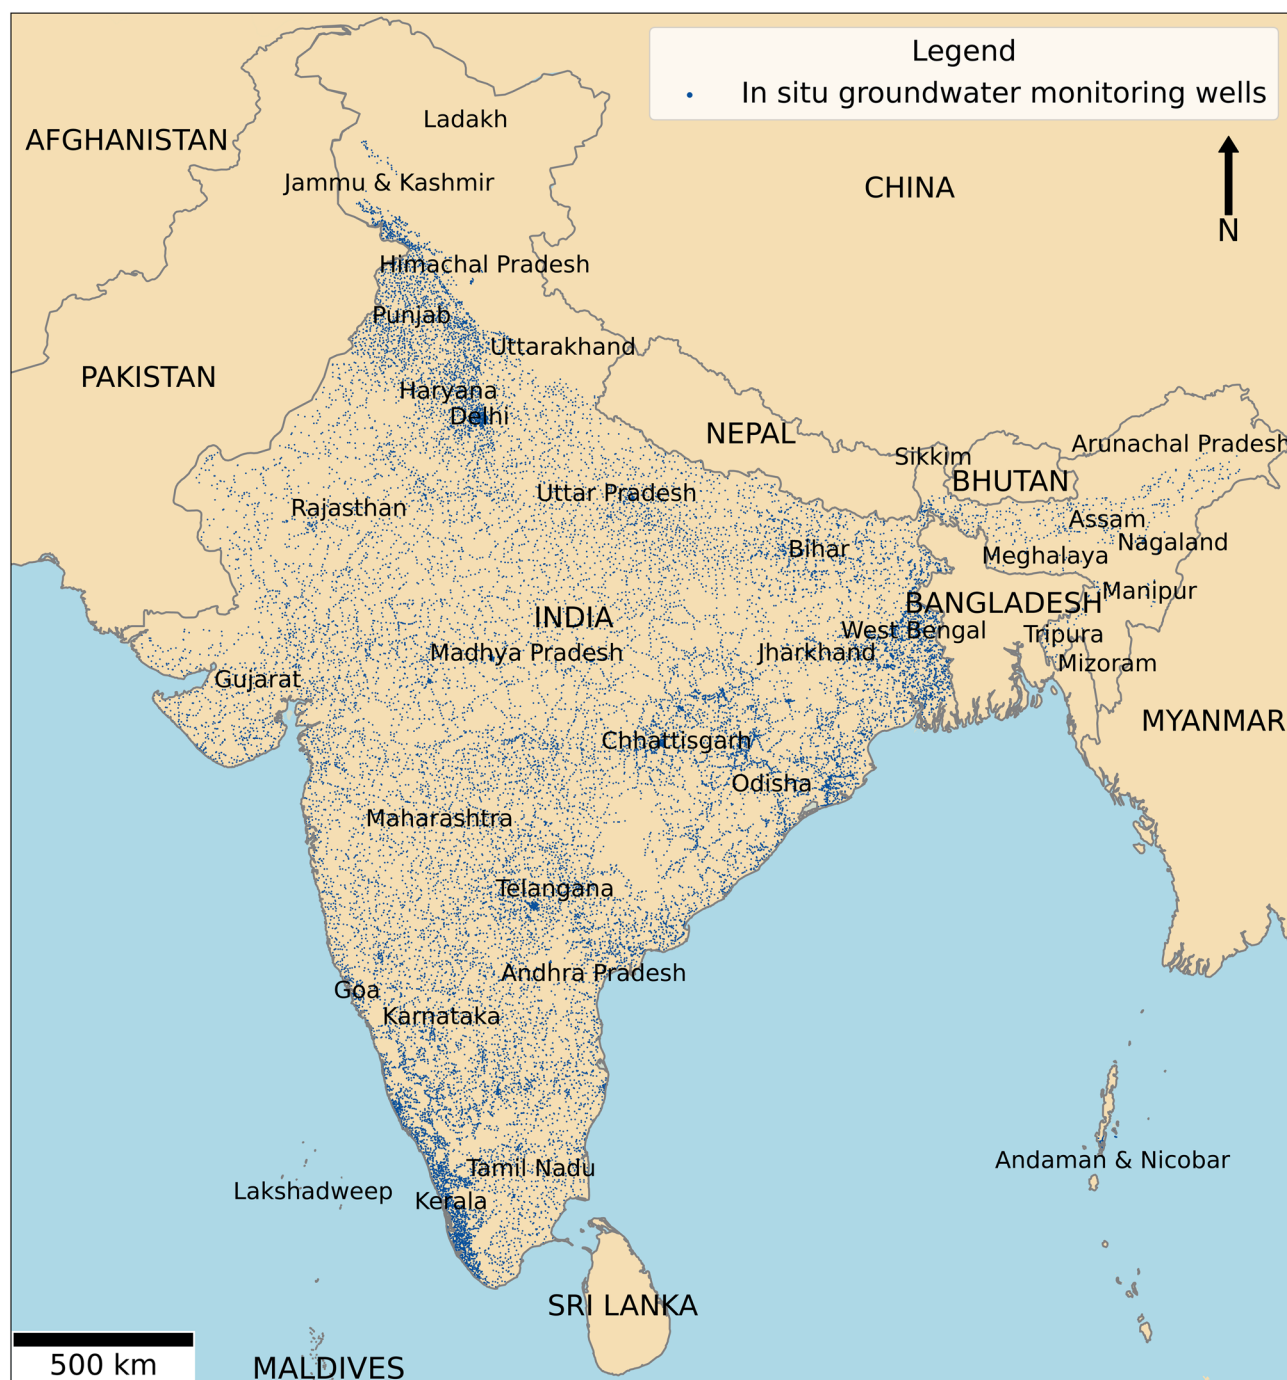 Legend
In situ groundwater monitoring wells
Ladakh
AFGHANISTAN
Jammu & Kashmir
CHINA
N
Himachal Pradesh
Punjab
Uttarakhand
PAKISTAN
Haryana
Delhi
NEPAL
Arunachal Pradesh
Sikkim
BHUTAN
Uttar Pradesh
Rajasthan
Assam
Nagaland
Bihar
Meghalaya
Manipur
BANGLADESH
INDIA
West Bengal
Tripura
Madhya Pradesh
Jharkhand
Mizoram
Gujarat
MYANMAR
Chhattisgarh
Odisha
Maharashtra
Telangana
Andhra Pradesh
Goa
Karnataka
Andaman & Nicobar
Tamil Nadu
Lakshadweep
Kerala
SRI LANKA
500 km
MALDIVES